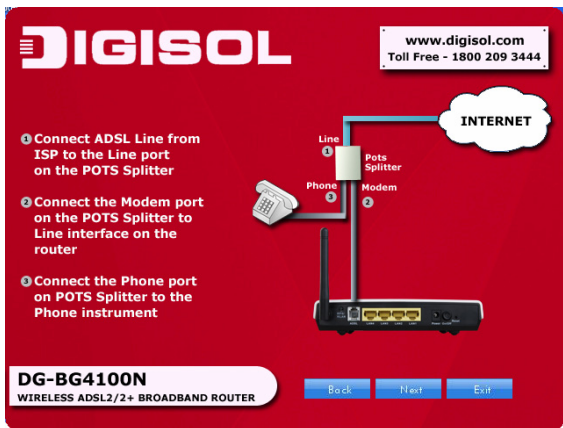 DIGISOL
www.digisol.com
Toll Free - 1800 209 3444
INTERNET
1 Connect ADSL Line from
ISP to the Line port
on the POTS Splitter
2 Connect the Modem port
on the POTS Splitter to
Line interface on the
router
3 Connect the Phone port
on POTS Splitter to the
Phone instrument
Line
1
Pots
Splitter
Phone
3
Modem
2
DG-BG4100N
WIRELESS ADSL2/2+ BROADBAND ROUTER
Back
Next
Exit